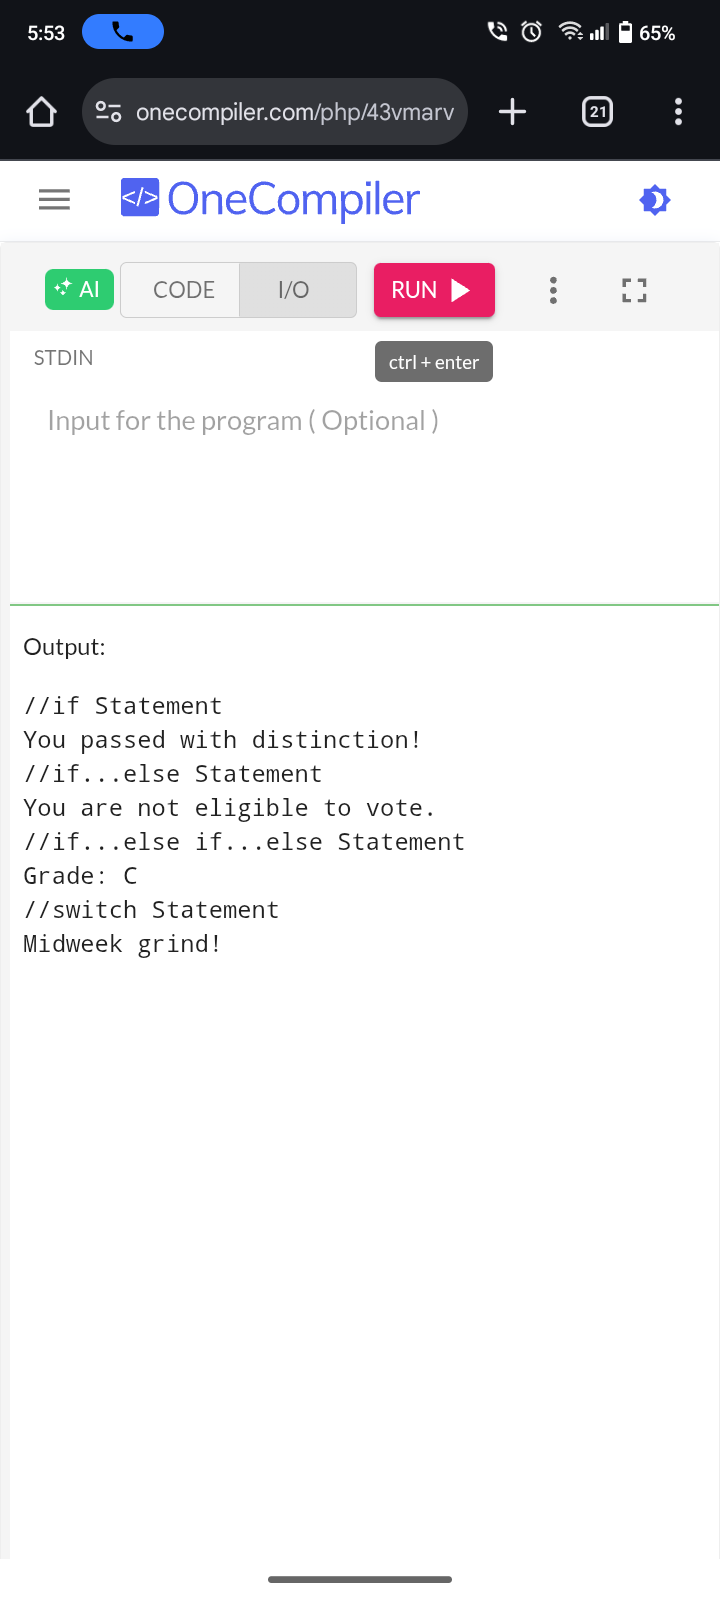 5:53
65%
onecompiler.com/php/43vmarv
21
</> OneCompiler
AI CODE I/O RUN
STDIN
ctrl + enter
Input for the program ( Optional )
Output:
//if Statement
You passed with distinction!
//if...else Statement
You are not eligible to vote.
//if...else if...else Statement
Grade: C
//switch Statement
Midweek grind!